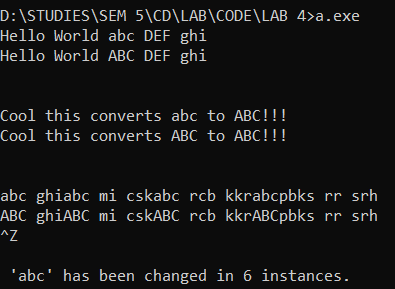 D:\STUDIES\SEM 5\CD\LAB\CODE\LAB 4>a.exe
Hello World abc DEF ghi
Hello World ABC DEF ghi
Cool this converts abc to ABC!!!
Cool this converts ABC to ABC!!!
abc ghiabc mi cskabc rcb kkrabcpbks rr srh
ABC ghiABC mi cskABC rcb kkrABCpbks rr srh
^Z
'abc' has been changed in 6 instances.